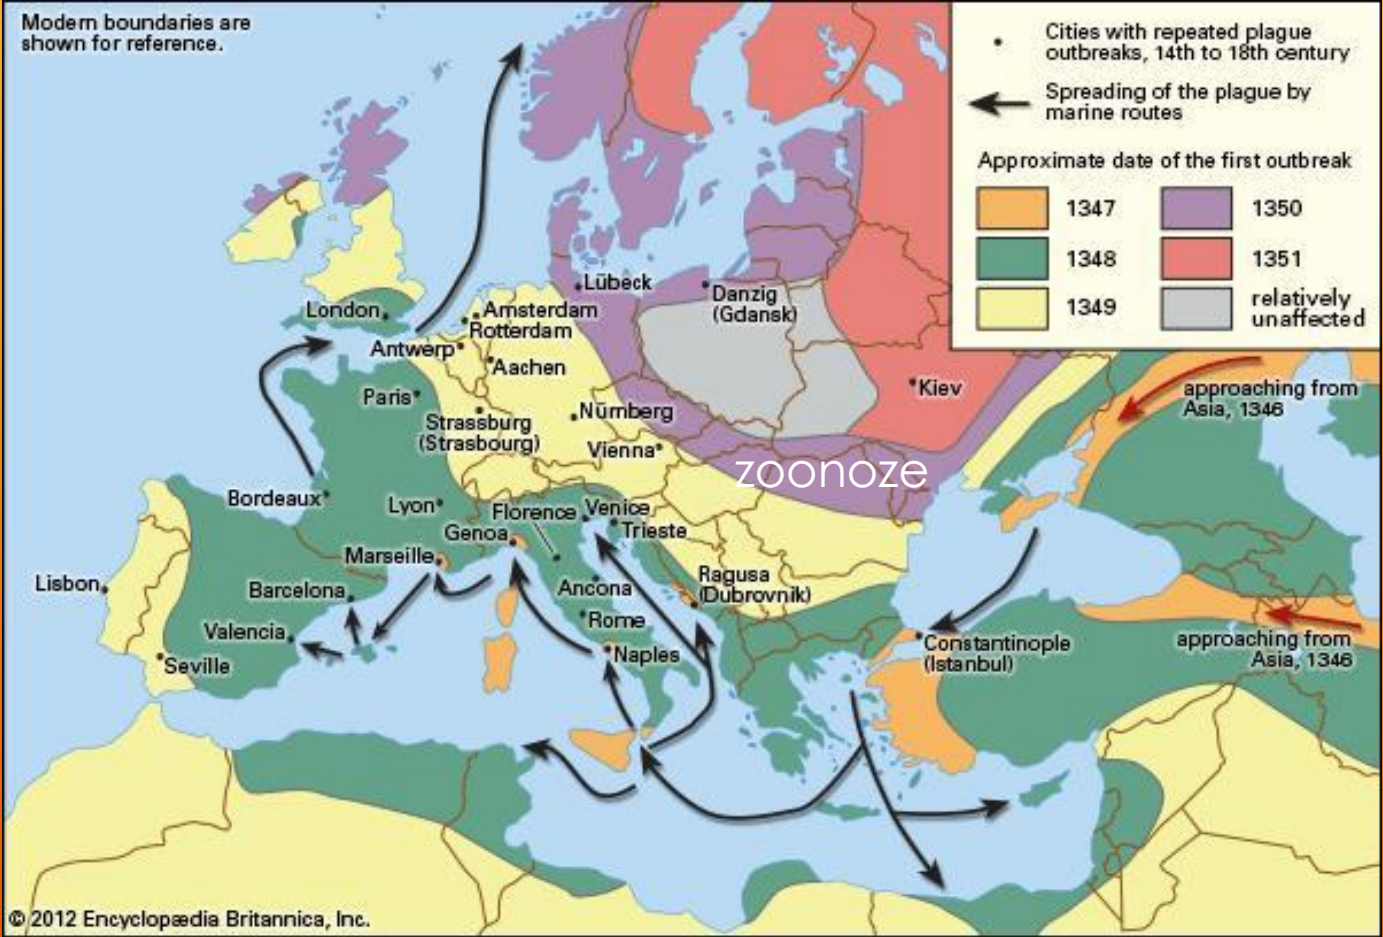 Modern boundaries are
shown for reference.
Cities with repeated plague
outbreaks, 14th to 18th century
Spreading of the plague by
marine routes
Approximate date of the first outbreak
1347
1350
1348
1351
1349
relatively
unaffected
Lübeck
Danzig
(Gdansk)
London
Amsterdam
Rotterdam
Antwerp
Aachen
Kiev
approaching from
Asia, 1346
Paris
Strassburg
(Strasbourg)
Nürnberg
Vienna
zoonoze
Bordeaux
Lyon
Florence
Venice
Genoa
Trieste
Marseille
Lisbon
Barcelona
Ancona
Ragusa
(Dubrovnik)
Rome
Valencia
Seville
Naples
Constantinople
(Istanbul)
approaching from
Asia, 1346
© 2012 Encyclopædia Britannica, Inc.